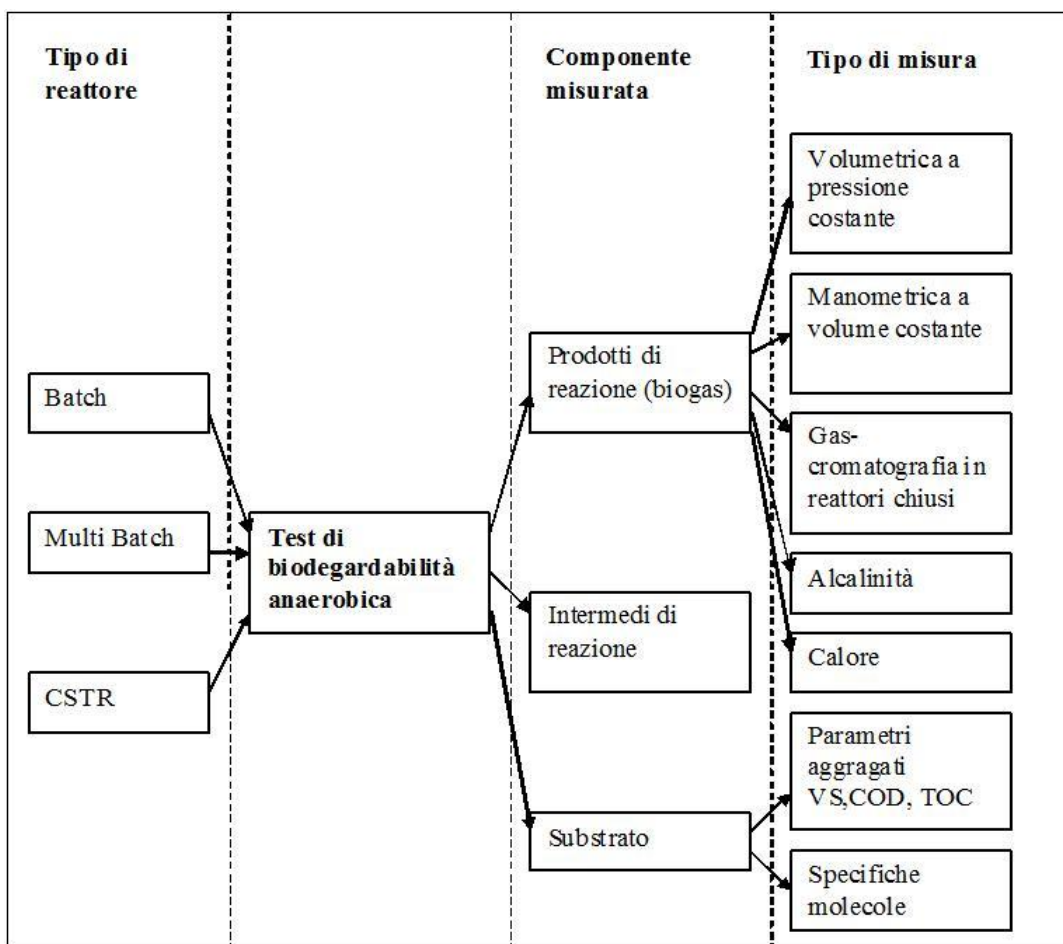 Tipo di
reattore
Componente
misurata
Tipo di misura
Batch
Multi Batch
CSTR
Test di
biodegardabilità
anaerobica
Prodotti di
reazione (biogas)
Intermedi di
reazione
Substrato
Volumetrica a
pressione
costante
Manometrica a
volume costante
Gas-
cromatografia in
reattori chiusi
Alcalinità
Calore
Parametri
aggragati
VS,COD, TOC
Specifiche
molecole